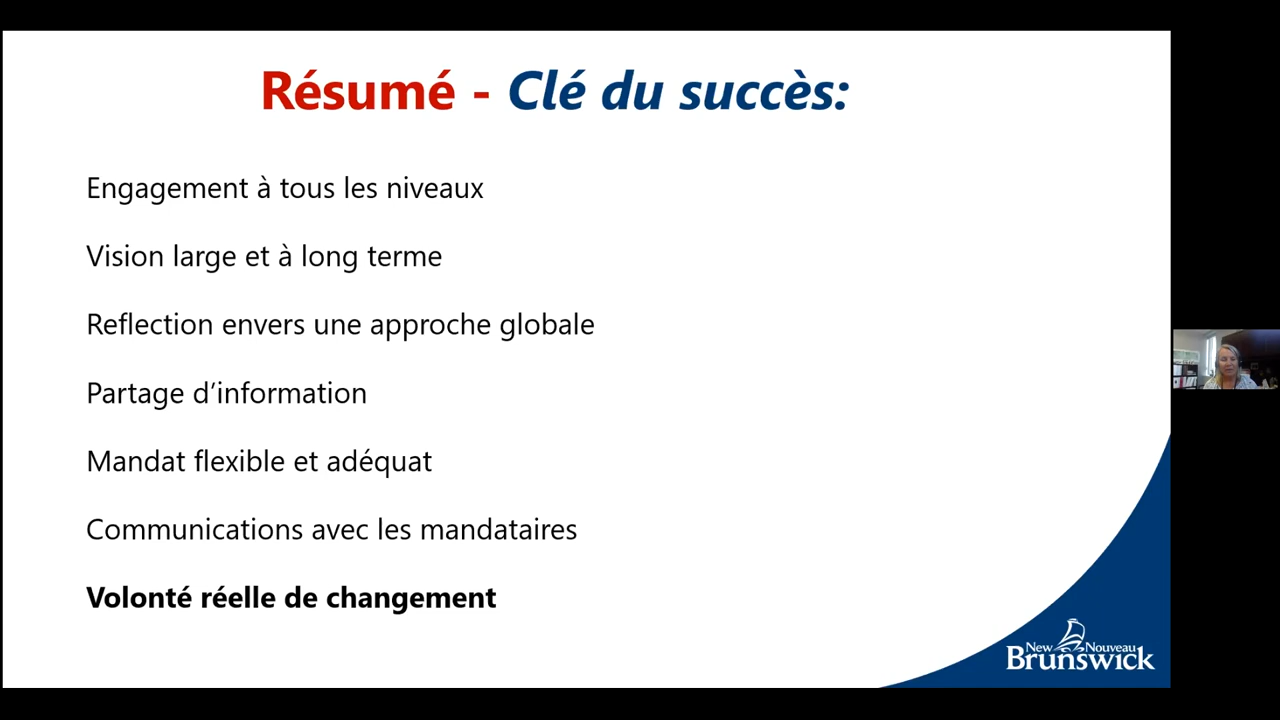 Résumé - Clé du succès:
Engagement à tous les niveaux
Vision large et à long terme
Reflection envers une approche globale
Partage d’information
Mandat flexible et adéquat
Communications avec les mandataires
Volonté réelle de changement
New Nouveau
Brunswick